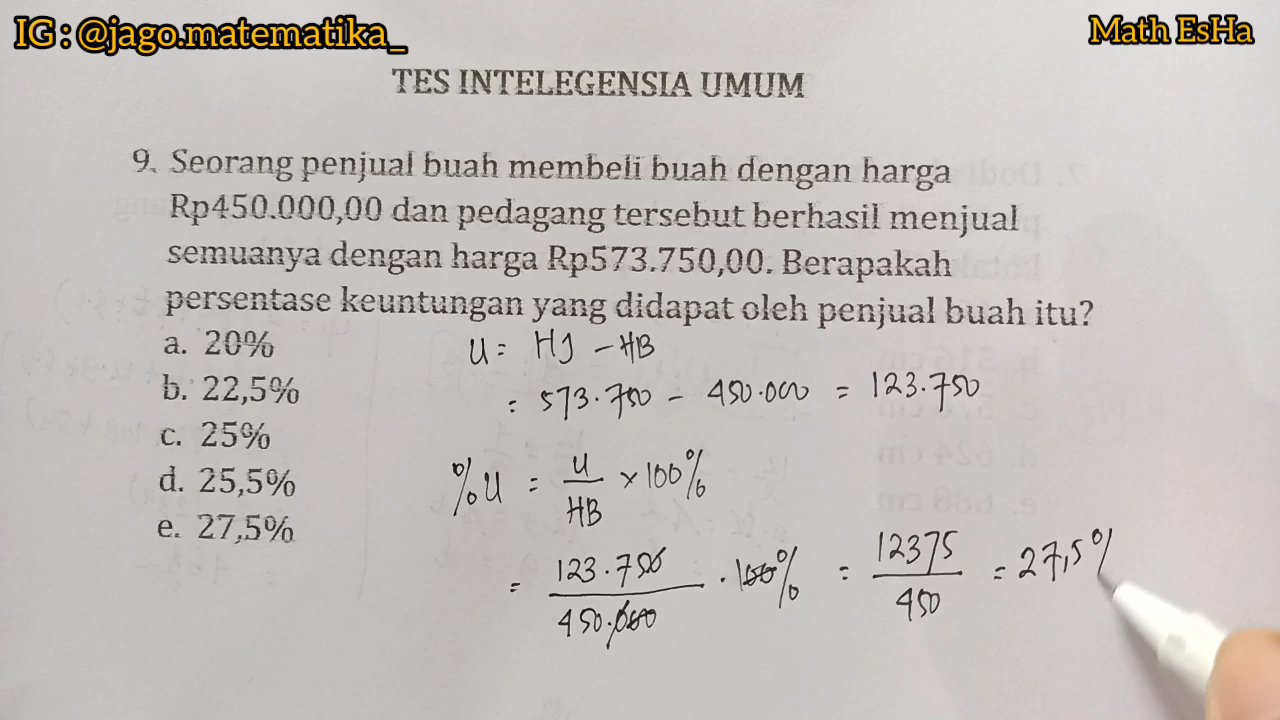 IG : @jago.matematika_
Math EsHa
TES INTELEGENSIA UMUM
9. Seorang penjual buah membeli buah dengan harga
Rp450.000,00 dan pedagang tersebut berhasil menjual
semuanya dengan harga Rp573.750,00. Berapakah
persentase keuntungan yang didapat oleh penjual buah itu?
a. 20%
b. 22,5%
c. 25%
d. 25,5%
e. 27,5%
U = HJ - HB
= 573.750 - 450.000 = 123.750
%U = U/HB × 100%
= 123.750/450.000 . 100% = 12375/450 = 27,5%